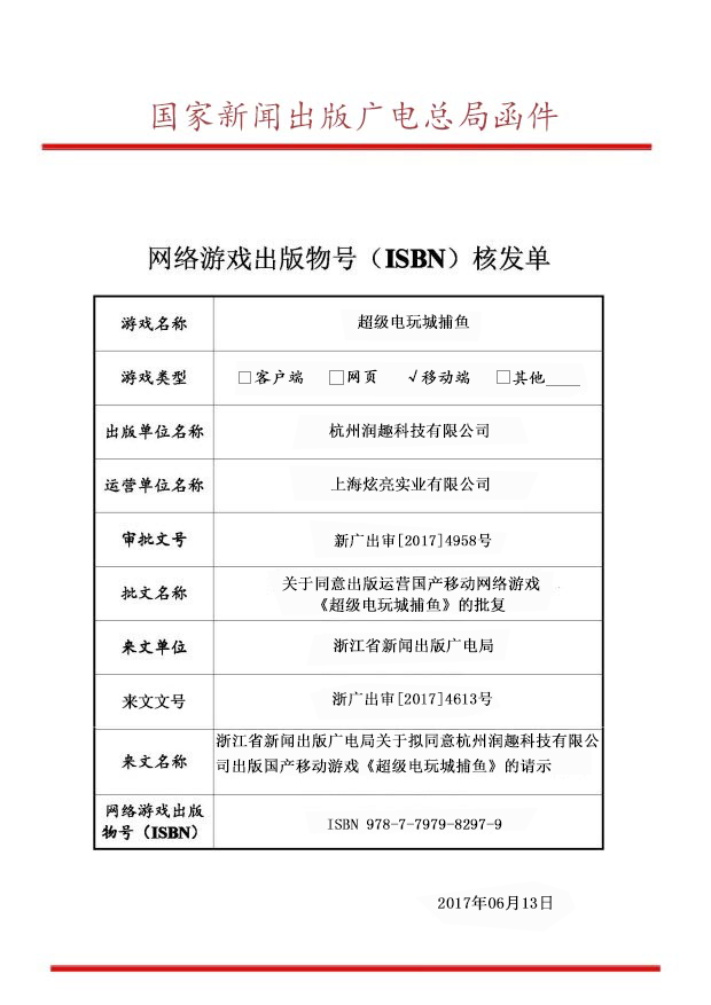 国家新闻出版广电总局函件
网络游戏出版物号（ISBN）核发单
游戏名称 超级电玩城捕鱼
游戏类型 □客户端 □网页 √移动端 □其他____
出版单位名称 杭州润趣科技有限公司
运营单位名称 上海炫亮实业有限公司
审批文号 新广出审[2017]4958号
批文名称 关于同意出版运营国产移动网络游戏
《超级电玩城捕鱼》的批复
来文单位 浙江省新闻出版广电局
来文文号 浙广出审[2017]4613号
来文名称 浙江省新闻出版广电局关于拟同意杭州润趣科技有限公
司出版国产移动游戏《超级电玩城捕鱼》的请示
网络游戏出版
物号（ISBN） ISBN 978-7-7979-8297-9
2017年06月13日